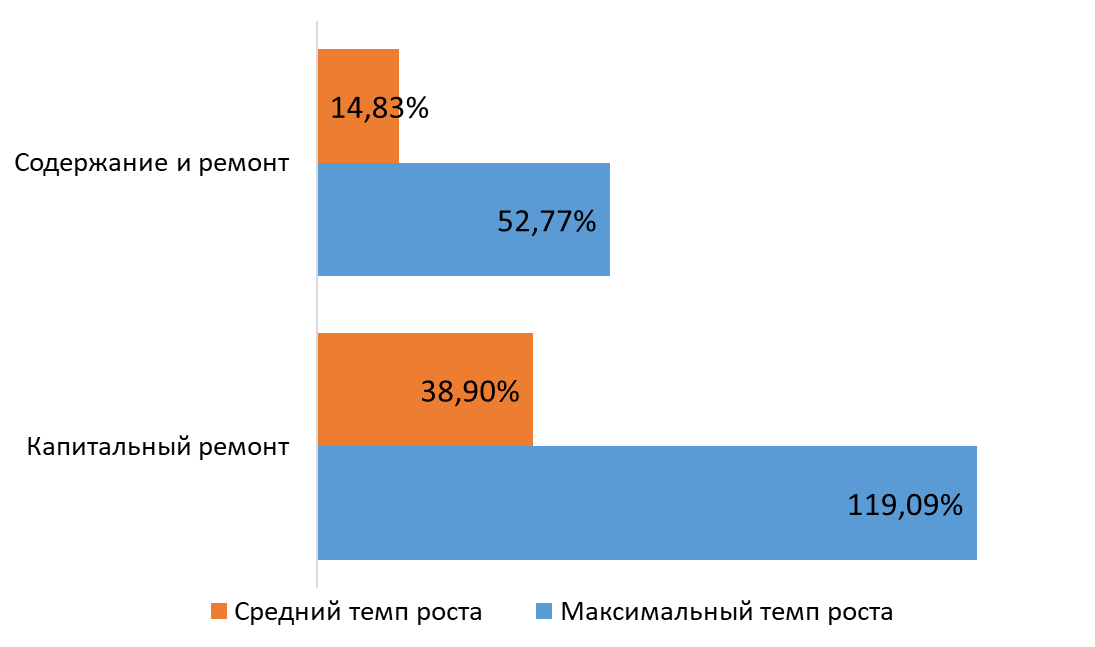 14,83%
Содержание и ремонт
52,77%
38,90%
Капитальный ремонт
119,09%
Средний темп роста
Максимальный темп роста